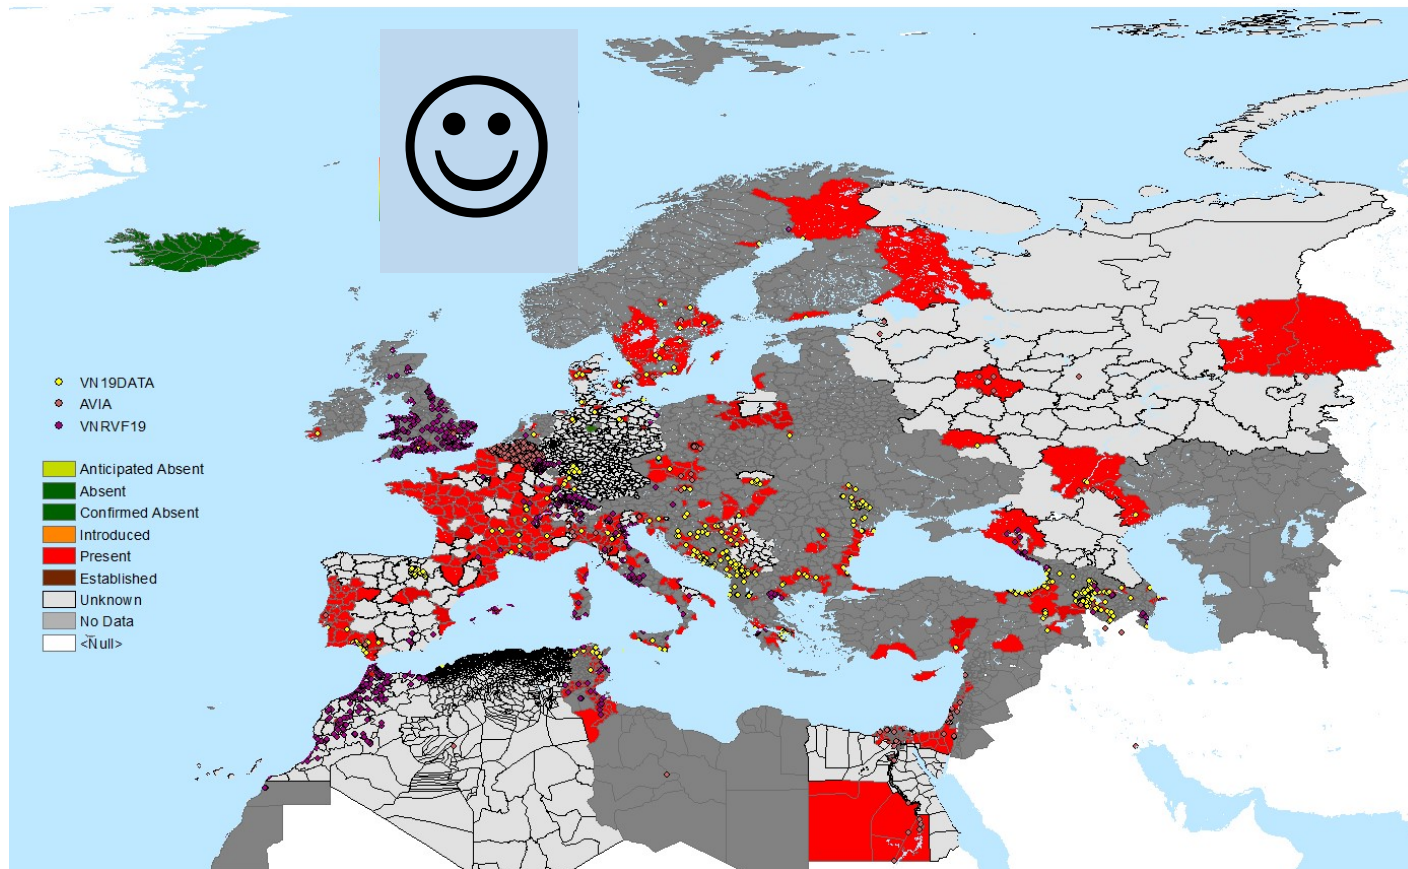 VN19DATA
AVIA
VNRVF19
Anticipated Absent
Absent
Confirmed Absent
Introduced
Present
Established
Unknown
No Data
<Null>